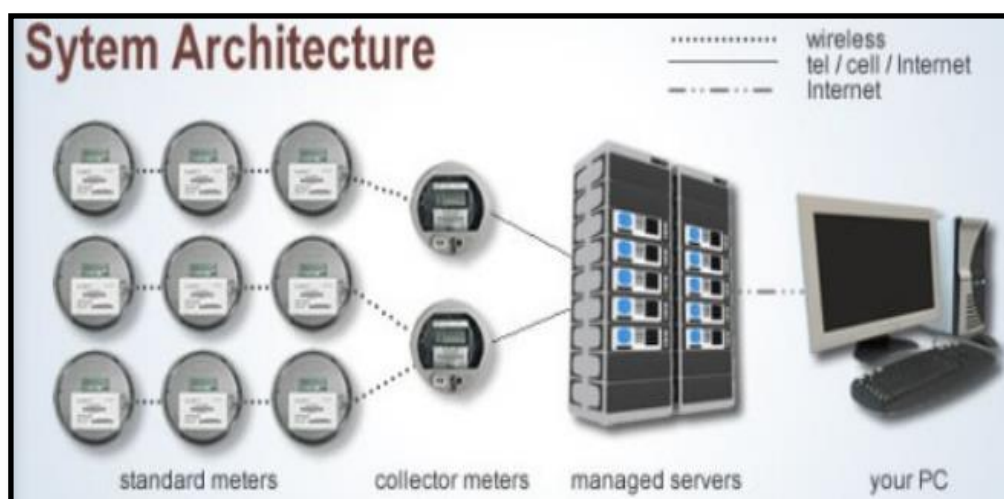 Sytem Architecture
wireless
tel / cell / Internet
Internet
standard meters
collector meters
managed servers
your PC